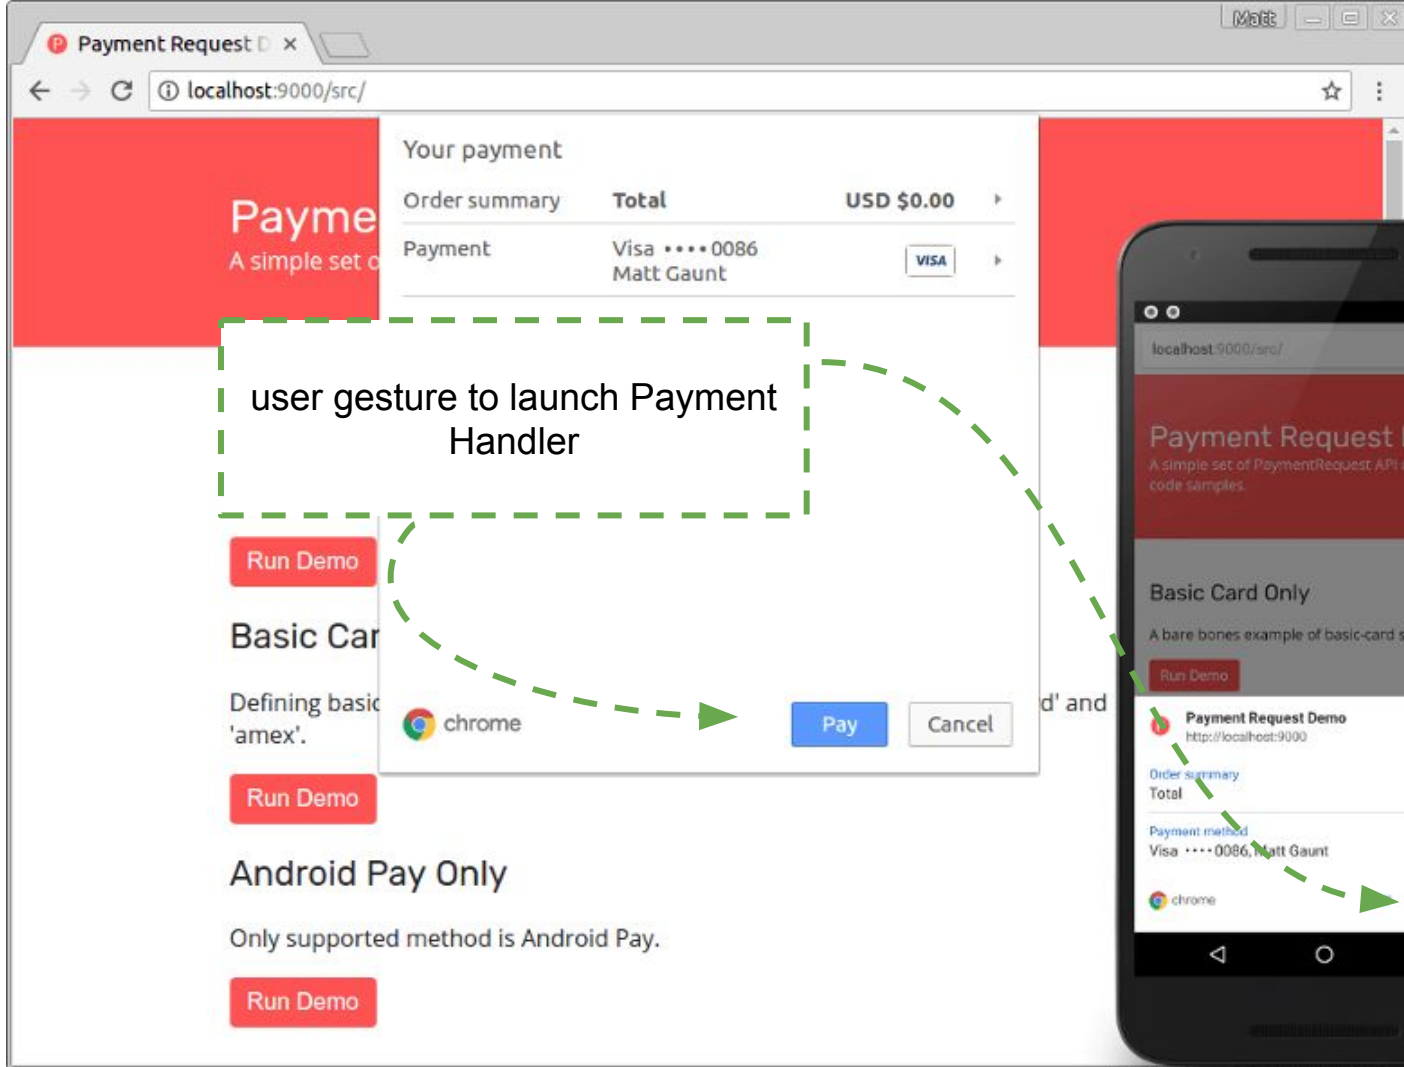 Matt
Payment Request D
localhost:9000/src/
Your payment
Order summary Total USD $0.00
Payment Visa •••• 0086 VISA
Matt Gaunt
Payme
A simple set o
user gesture to launch Payment
Handler
Run Demo
Basic Car
Defining basic d' and
'amex'.
chrome Pay Cancel
Run Demo
Android Pay Only
Only supported method is Android Pay.
Run Demo
localhost:9000/src/
Payment Request
A simple set of PaymentRequest API
code samples.
Basic Card Only
A bare bones example of basic-card s
Run Demo
Payment Request Demo
http://localhost:9000
Order summary
Total
Payment method
Visa •••• 0086, Matt Gaunt
chrome